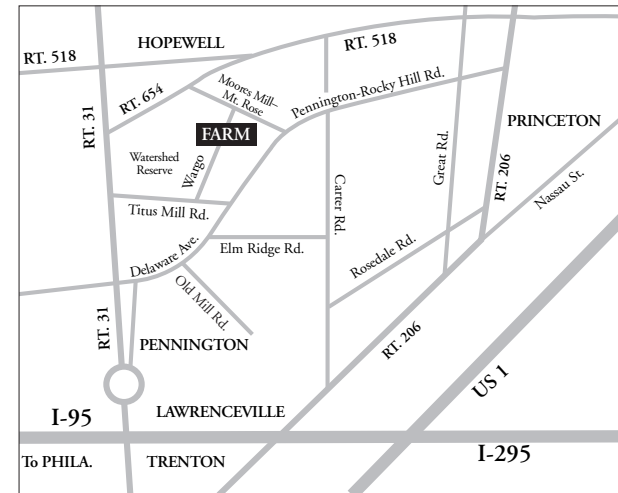 HOPEWELL
RT. 518
RT. 518
RT. 654
Moores Mill–
Mt. Rose
Pennington-Rocky Hill Rd.
RT. 31
FARM
PRINCETON
Watershed
Reserve
Wargo
Great Rd.
RT. 206
Nassau St.
Carter Rd.
Titus Mill Rd.
Delaware Ave.
Elm Ridge Rd.
Rosedale Rd.
Old Mill Rd.
RT. 31
PENNINGTON
RT. 206
US 1
LAWRENCEVILLE
I-95
I-295
To PHILA.
TRENTON